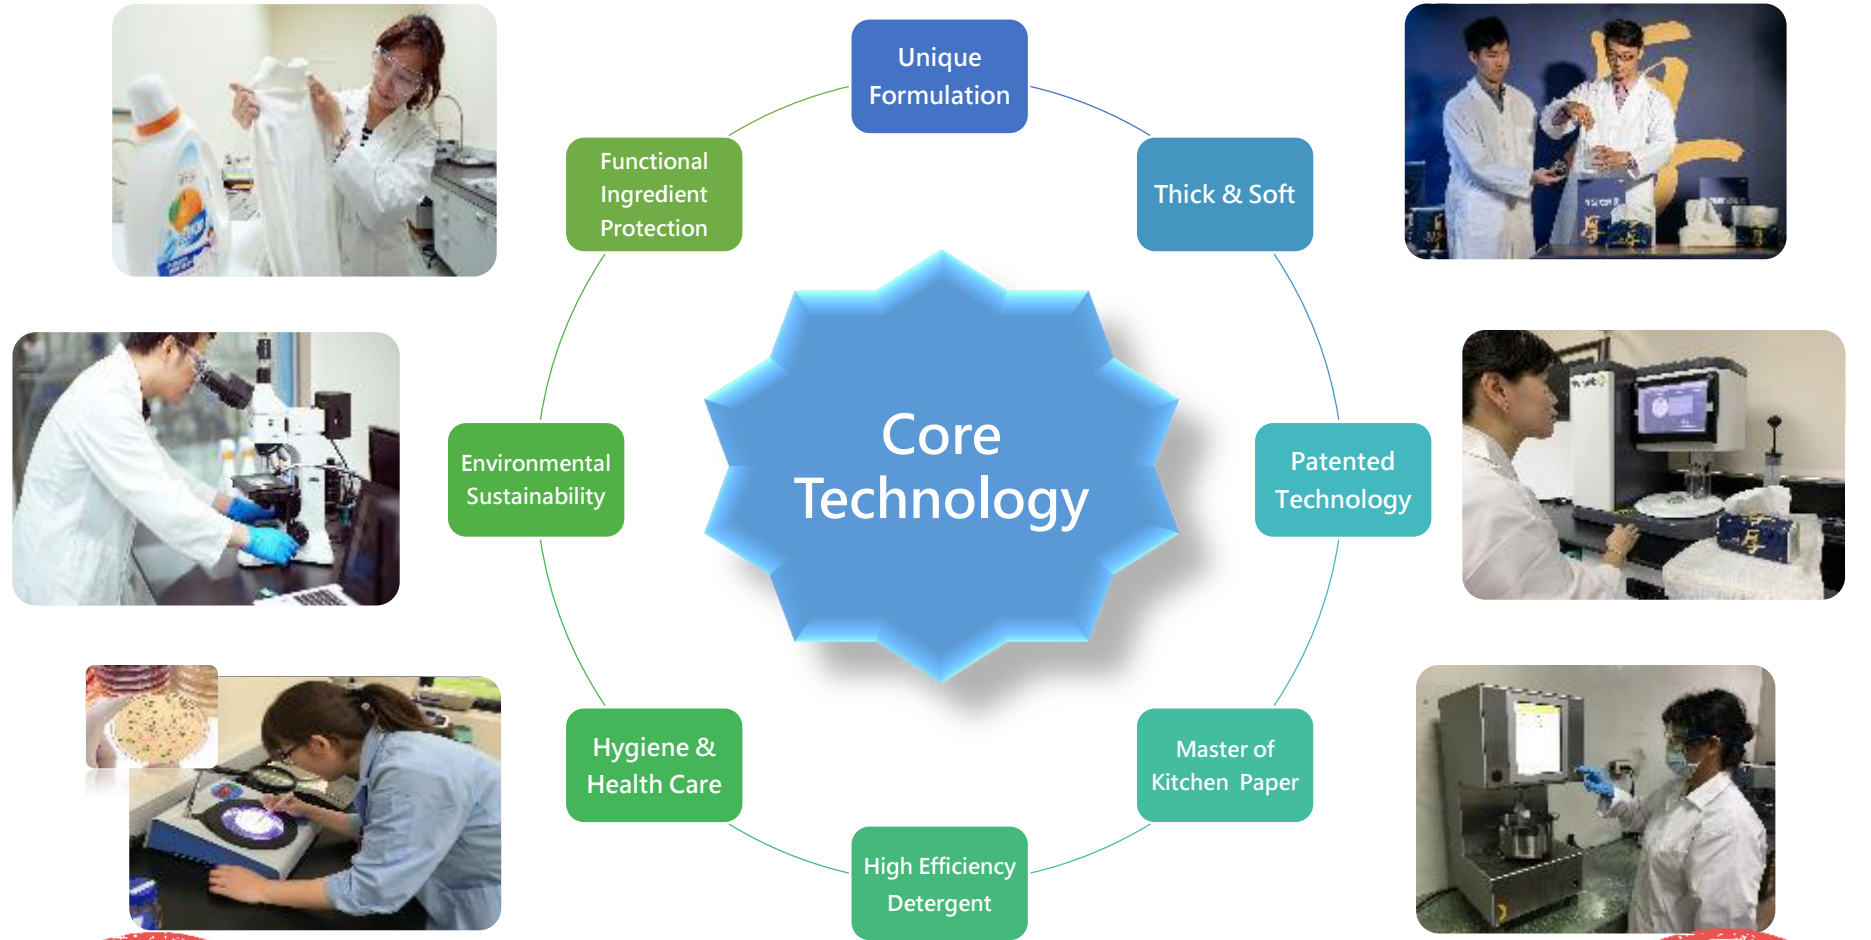 Unique
Formulation
Thick & Soft
Patented
Technology
Master of
Kitchen Paper
High Efficiency
Detergent
Hygiene &
Health Care
Environmental
Sustainability
Functional
Ingredient
Protection
Core
Technology
厚